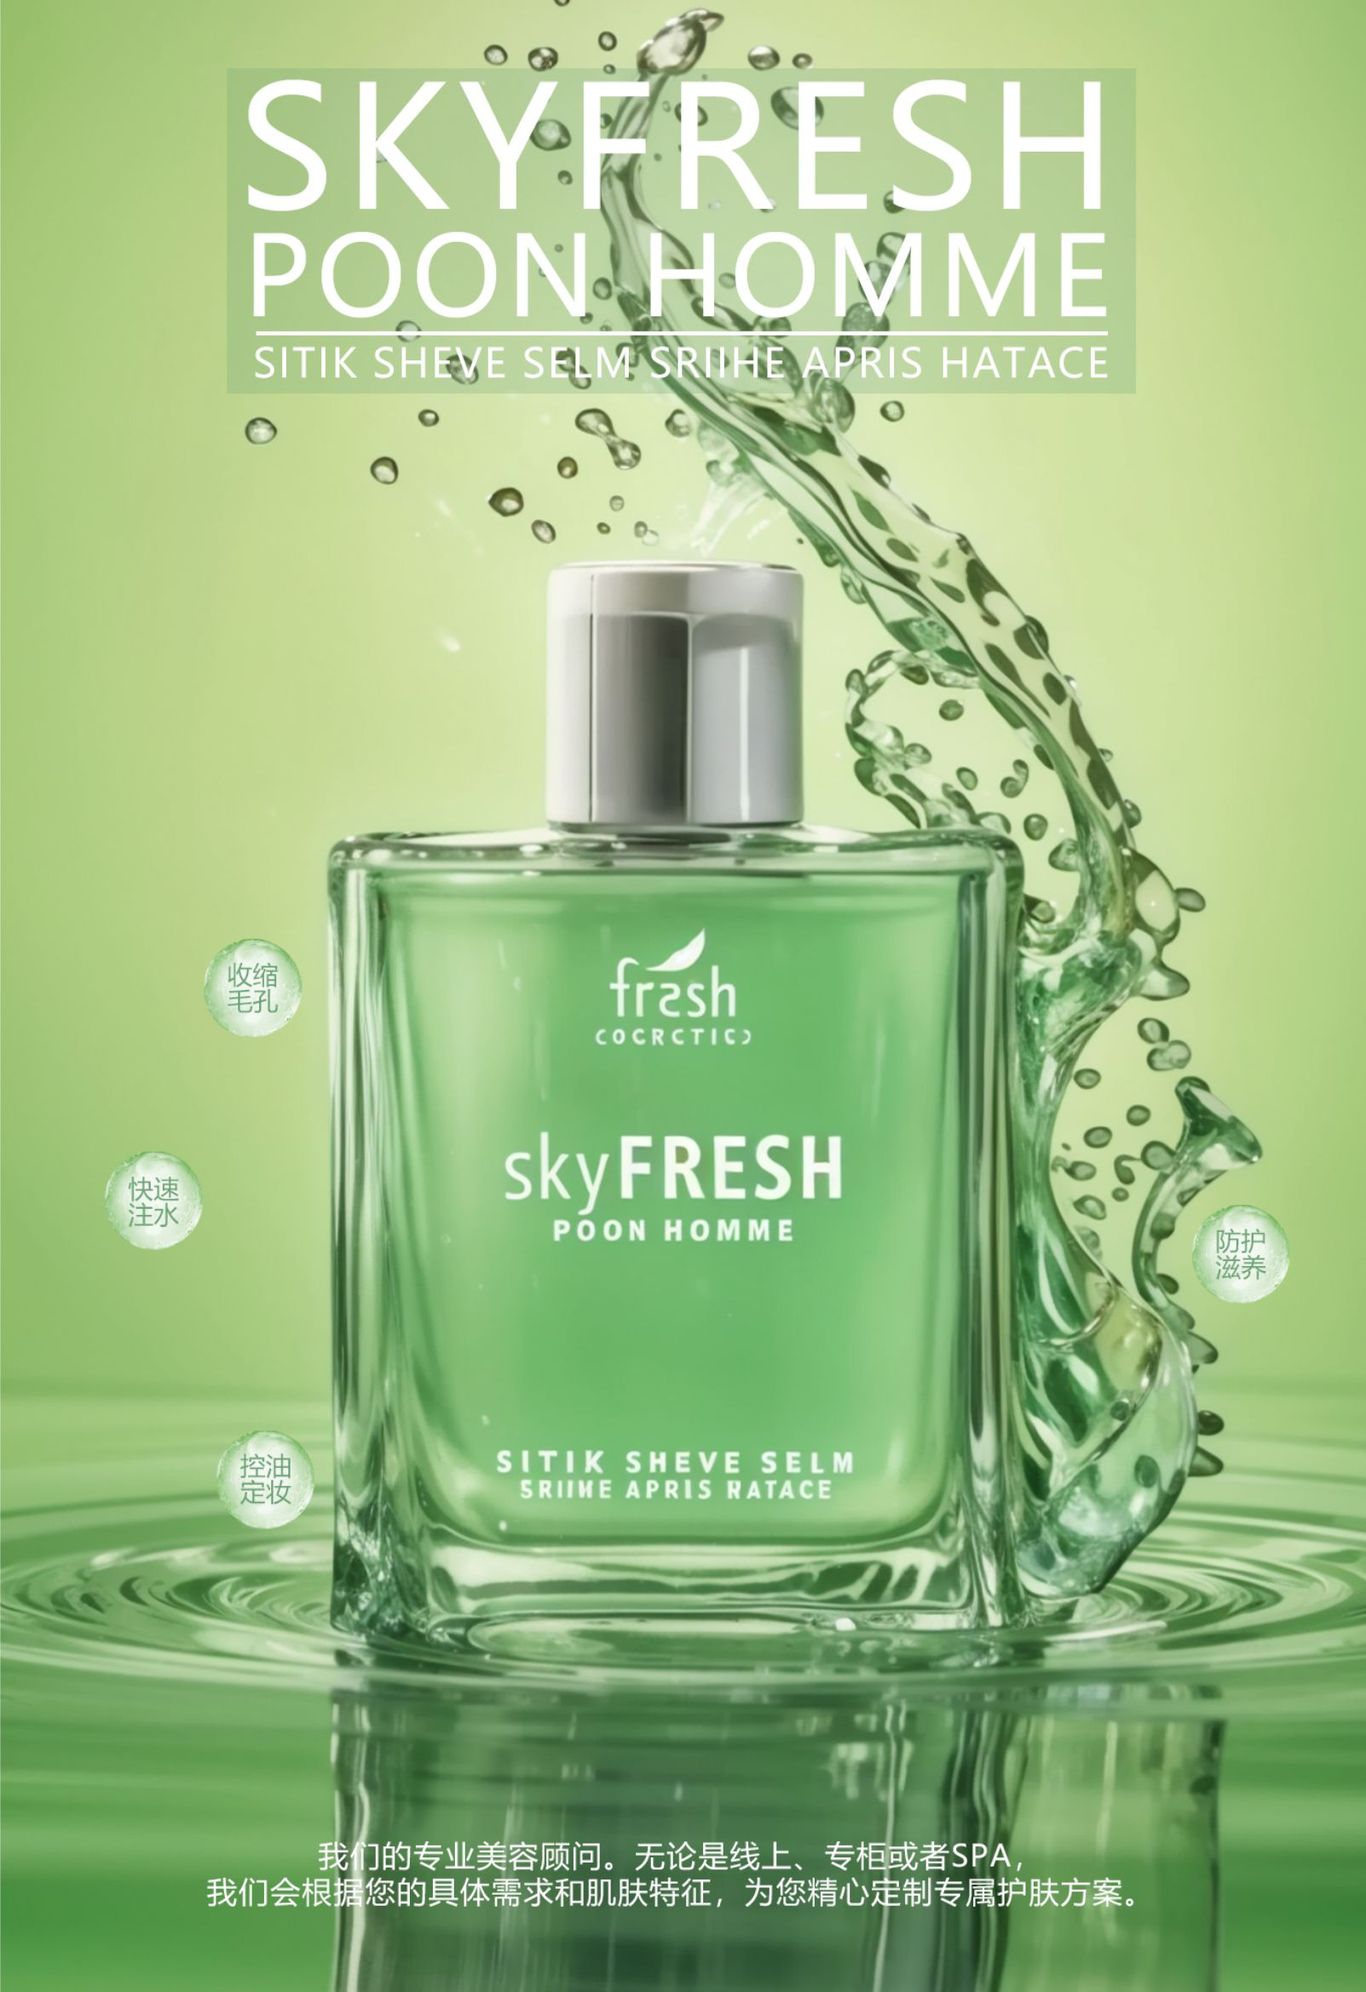 SKYFRESH
POON HOMME
SITIK SHEVE SELM SRIIHE APRIS HATACE
fresh
COCRCTICS
skyFRESH
POON HOMME
SITIK SHEVE SELM
SRIIHE APRIS HATACE
收缩
毛孔
快速
注水
防护
滋养
控油
定妆
我们的专业美容顾问。无论是线上、专柜或者SPA，
我们会根据您的具体需求和肌肤特征，为您精心定制专属护肤方案。